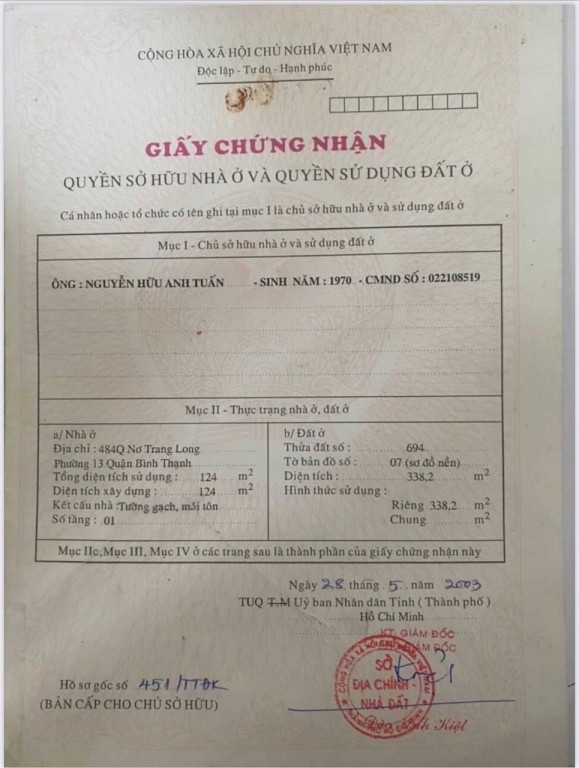 CỘNG HÒA XÃ HỘI CHỦ NGHĨA VIỆT NAM
Độc lập - Tự do - Hạnh phúc
GIẤY CHỨNG NHẬN
QUYỀN SỞ HỮU NHÀ Ở VÀ QUYỀN SỬ DỤNG ĐẤT Ở
Cá nhân hoặc tổ chức có tên ghi tại mục I là chủ sở hữu nhà ở và sử dụng đất ở
Mục I - Chủ sở hữu nhà ở và sử dụng đất ở
ÔNG : NGUYỄN HỮU ANH TUẤN - SINH NĂM : 1970 - CMND SỐ : 022108519
Mục II - Thực trạng nhà ở, đất ở
a/ Nhà ở
Địa chỉ : 484Q Nơ Trang Long
Phường 13 Quận Bình Thạnh
Tổng diện tích sử dụng : 124 m²
Diện tích xây dựng : 124 m²
Kết cấu nhà : Tường gạch, mái tôn
Số tầng : 01
b/ Đất ở
Thửa đất số : 694
Tờ bản đồ số : 07 (sơ đồ nền)
Diện tích : 338,2 m²
Hình thức sử dụng :
Riêng 338,2 m²
Chung m²
Mục IIc,Mục III, Mục IV ở các trang sau là thành phần của giấy chứng nhận này
Ngày 28 tháng 5 năm 2003
TUQ T.M Uỷ ban Nhân dân Tỉnh ( Thành phố )
Hồ Chí Minh
KT. GIÁM ĐỐC
GIÁM ĐỐC
SỞ
ĐỊA CHÍNH -
NHÀ ĐẤT
Kiệt
Hồ sơ gốc số 451/TTĐK
(BẢN CẤP CHO CHỦ SỞ HỮU)